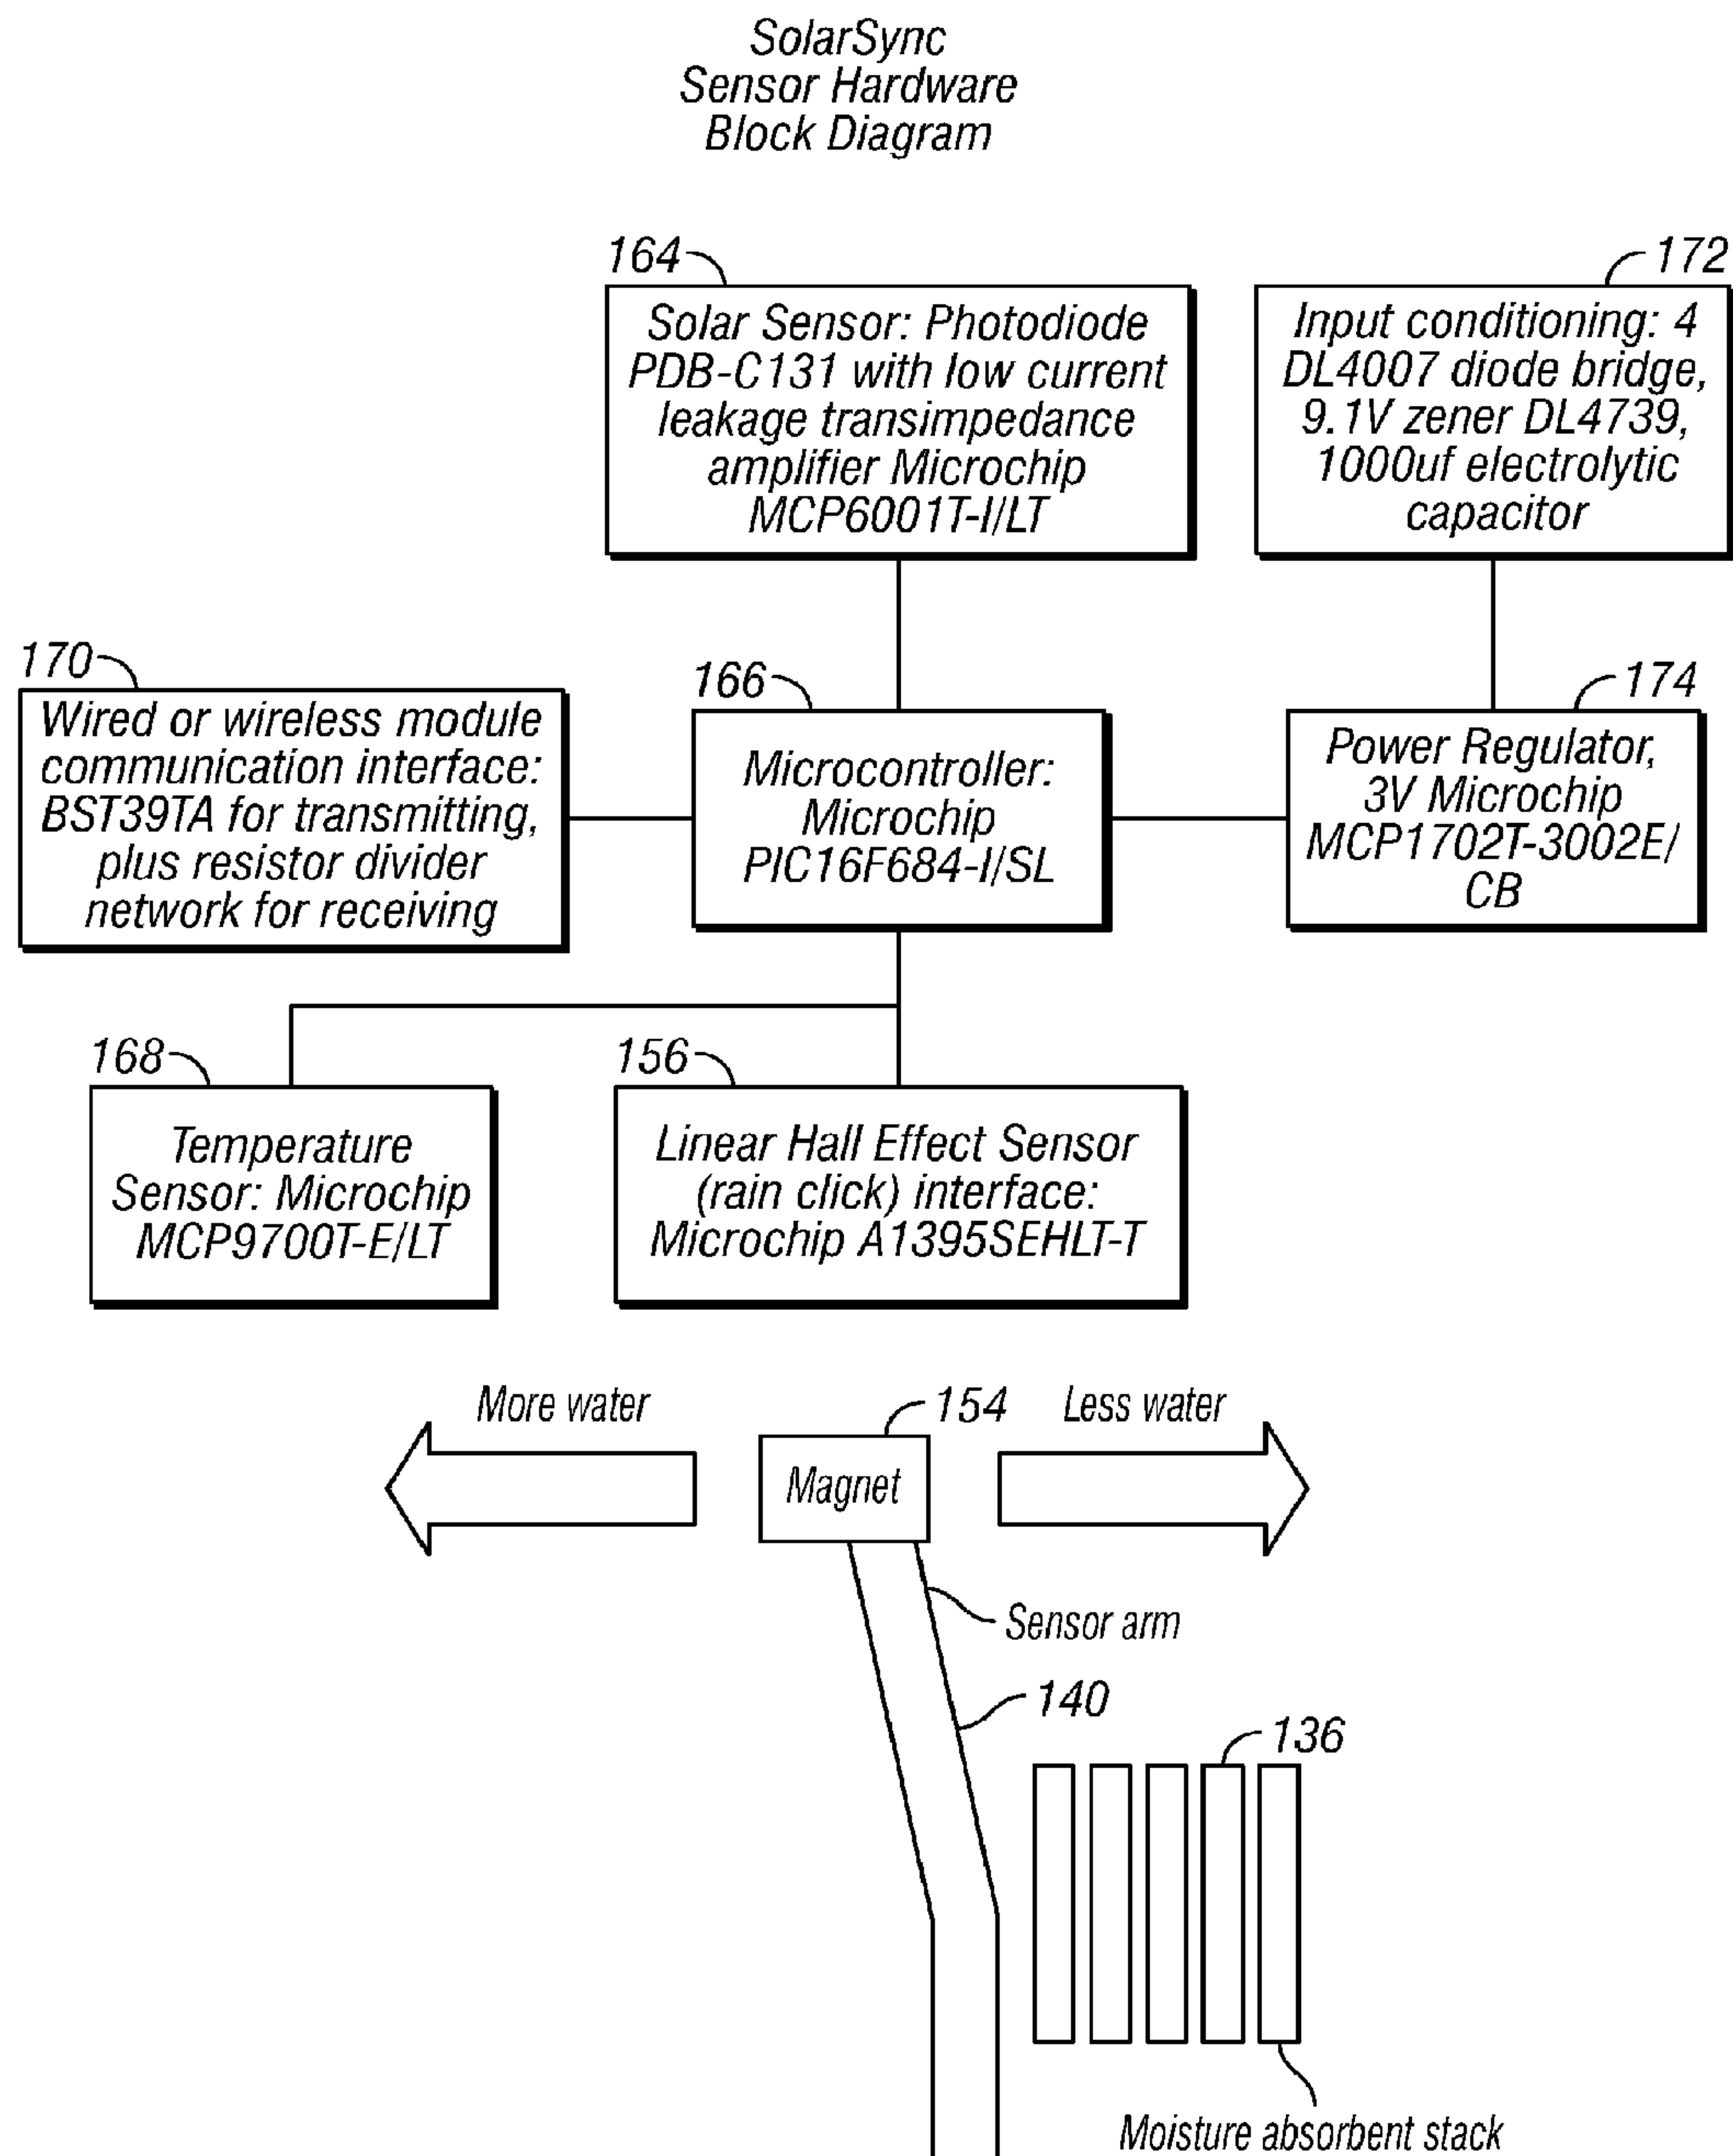 SolarSync
Sensor Hardware
Block Diagram
164
Solar Sensor: Photodiode
PDB-C131 with low current
leakage transimpedance
amplifier Microchip
MCP6001T-I/LT
172
Input conditioning: 4
DL4007 diode bridge,
9.1V zener DL4739,
1000uf electrolytic
capacitor
170
Wired or wireless module
communication interface:
BST39TA for transmitting,
plus resistor divider
network for receiving
166
Microcontroller:
Microchip
PIC16F684-I/SL
174
Power Regulator,
3V Microchip
MCP1702T-3002E/
CB
168
Temperature
Sensor: Microchip
MCP9700T-E/LT
156
Linear Hall Effect Sensor
(rain click) interface:
Microchip A1395SEHLT-T
More water
154
Magnet
Less water
Sensor arm
140
136
Moisture absorbent stack